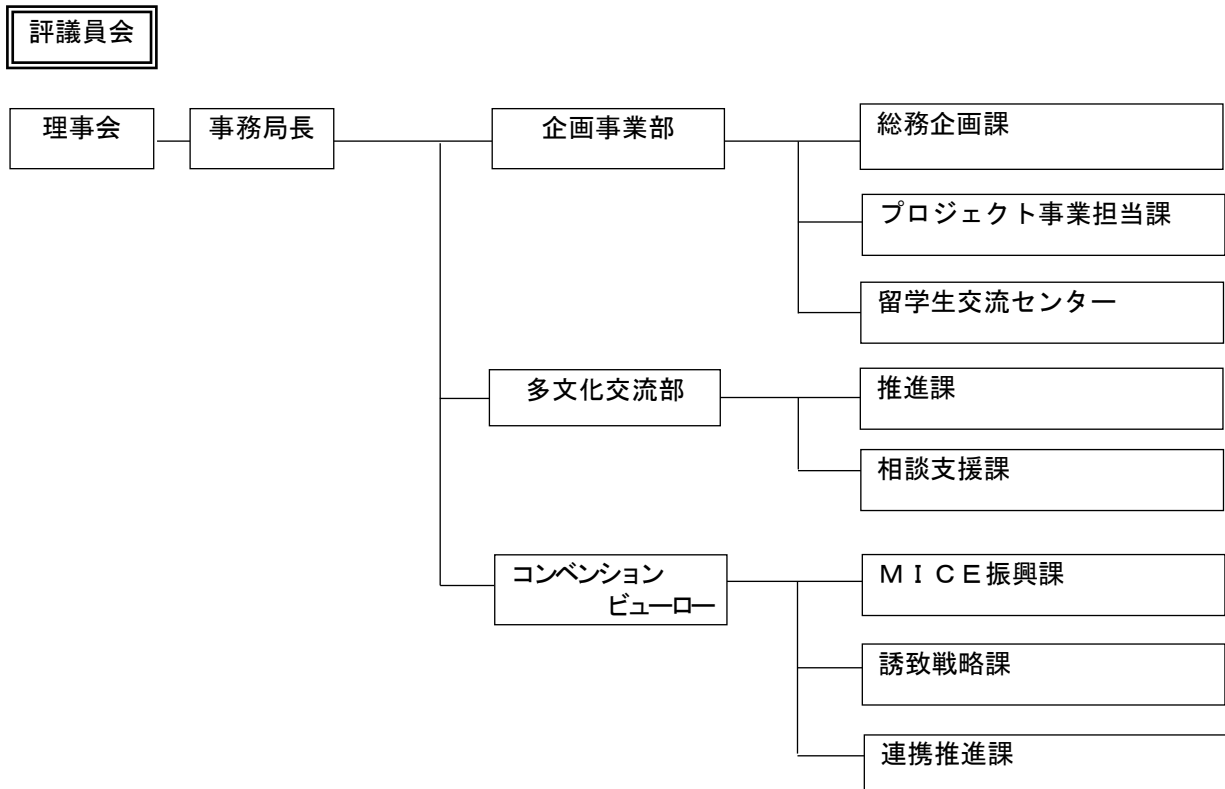 評議員会
理事会
事務局長
企画事業部
総務企画課
プロジェクト事業担当課
留学生交流センター
多文化交流部
推進課
相談支援課
コンベンション
ビューロー
ＭＩＣＥ振興課
誘致戦略課
連携推進課